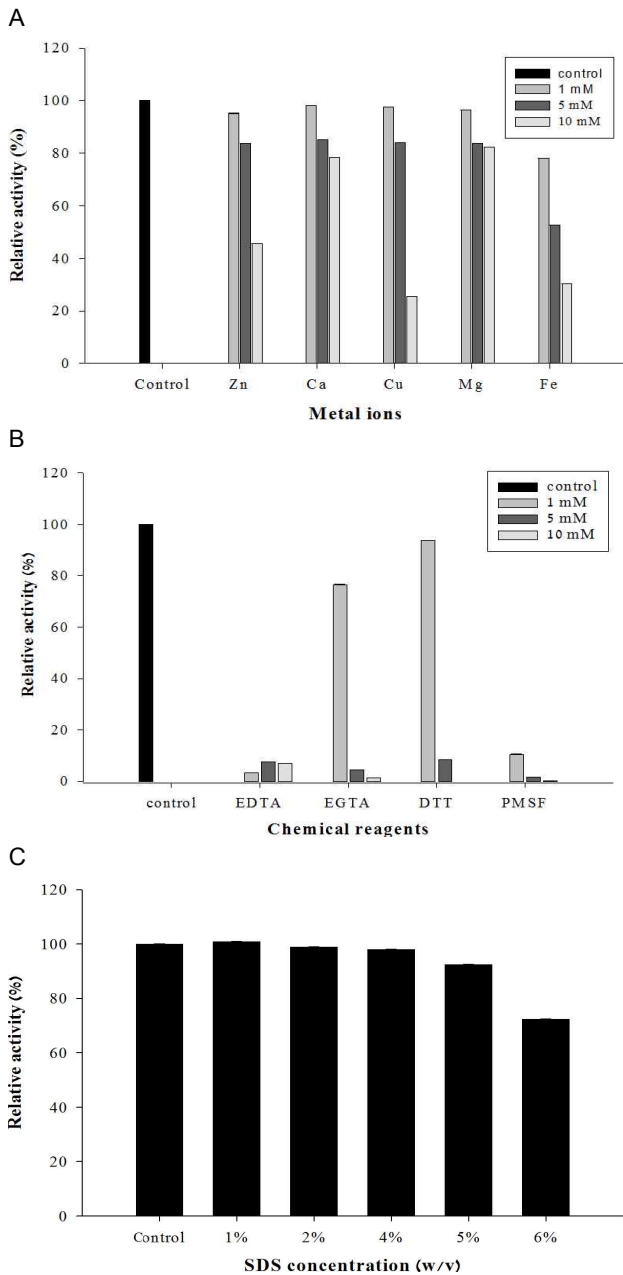 A
120
100
80
60
40
20
0
Relative activity (%)
control
1 mM
5 mM
10 mM
Control Zn Ca Cu Mg Fe
Metal ions
B
120
100
80
60
40
20
0
Relative activity (%)
control
1 mM
5 mM
10 mM
control EDTA EGTA DTT PMSF
Chemical reagents
C
120
100
80
60
40
20
0
Relative activity (%)
Control 1% 2% 4% 5% 6%
SDS concentration (w/v)